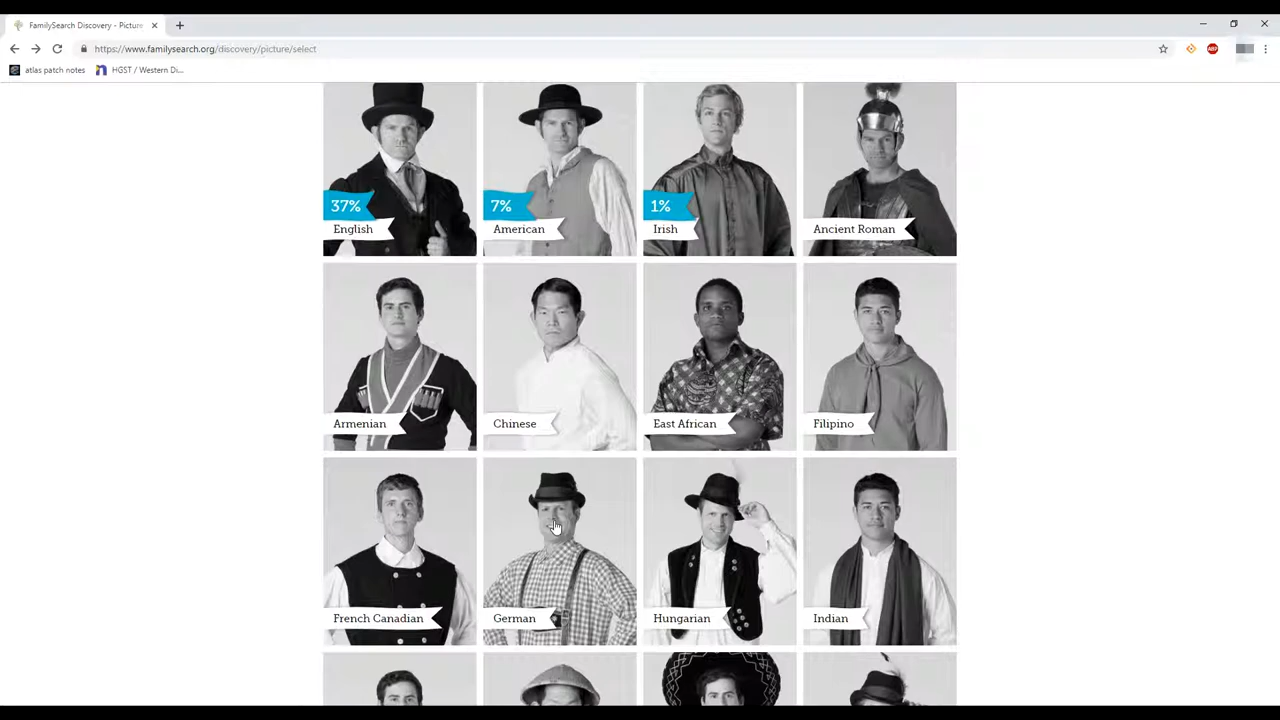 FamilySearch Discovery - Picture
https://www.familysearch.org/discovery/picture/select
ABP
atlas patch notes
HGST / Western Di...
37%
English
7%
American
1%
Irish
Ancient Roman
Armenian
Chinese
East African
Filipino
French Canadian
German
Hungarian
Indian